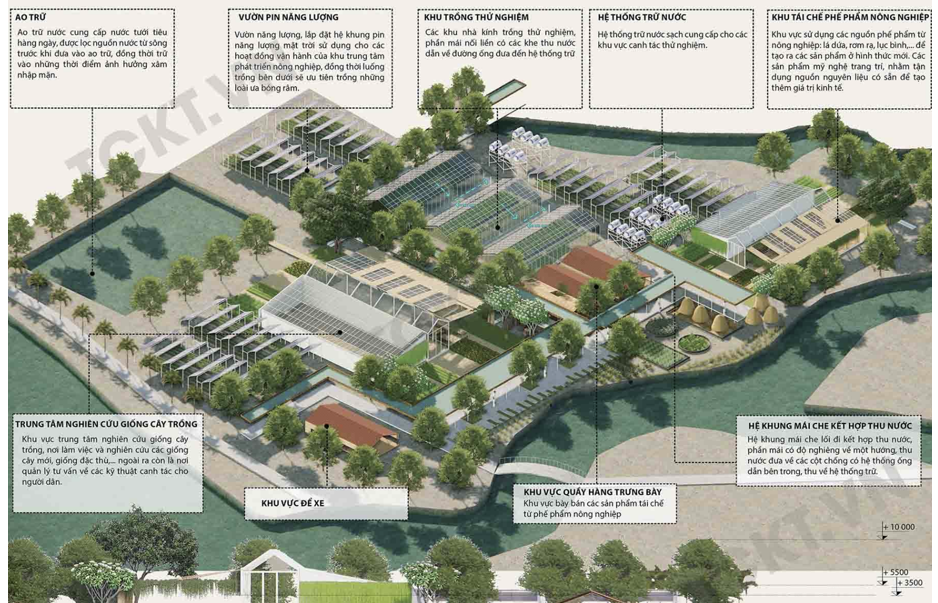 AO TRỮ
Ao trữ nước cung cấp nước tưới tiêu
hàng ngày, được lọc nguồn nước từ sông
trước khi đưa vào ao trữ, đồng thời trữ
vào những thời điểm ảnh hưởng xâm
nhập mặn.
VƯỜN PIN NĂNG LƯỢNG
Vườn năng lượng, lắp đặt hệ khung pin
năng lượng mặt trời sử dụng cho các
hoạt động vận hành của khu trung tâm
phát triển nông nghiệp, đồng thời luống
trồng bên dưới sẽ ưu tiên trồng những
loài ưa bóng râm.
KHU TRỒNG THỬ NGHIỆM
Các khu nhà kính trồng thử nghiệm,
phần mái nối liền có các khe thu nước
dẫn về đường ống đưa đến hệ thống trữ
HỆ THỐNG TRỮ NƯỚC
Hệ thống trữ nước sạch cung cấp cho các
khu vực canh tác thử nghiệm.
KHU TÁI CHẾ PHẾ PHẨM NÔNG NGHIỆP
Khu vực sử dụng các nguồn phế phẩm từ
nông nghiệp: lá dừa, rơm rạ, lục bình,... để
tạo ra các sản phẩm ở hình thức mới. Các
sản phẩm mỹ nghệ trang trí, nhằm tận
dụng nguồn nguyên liệu có sẵn để tạo
thêm giá trị kinh tế.
TCKT.VN
TCKT.VN
TRUNG TÂM NGHIÊN CỨU GIỐNG CÂY TRỒNG
Khu vực trung tâm nghiên cứu giống cây
trồng, nơi làm việc và nghiên cứu các giống
cây mới, giống đặc thù,... ngoài ra còn là nơi
quản lý tư vấn về các kỹ thuật canh tác cho
người dân.
KHU VỰC ĐỂ XE
KHU VỰC QUẦY HÀNG TRƯNG BÀY
Khu vực bày bán các sản phẩm tái chế
từ phế phẩm nông nghiệp
HỆ KHUNG MÁI CHE KẾT HỢP THU NƯỚC
Hệ khung mái che lối đi kết hợp thu nước,
phần mái có độ nghiêng về một hướng, thu
nước đưa về các cột chống có hệ thống ống
dẫn bên trong, thu về hệ thống trữ.
TCKT.VN
+ 10 000
+ 5500
+ 3500